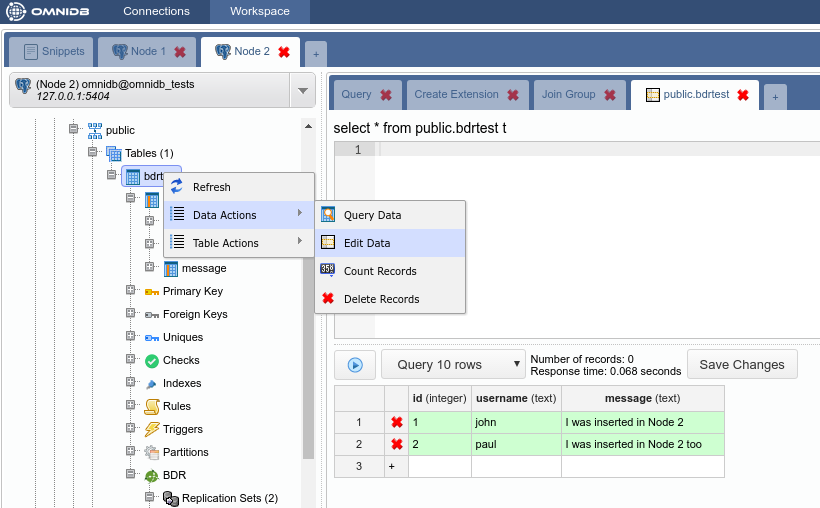 OMNIDB Connections Workspace
Snippets Node 1 Node 2 +
(Node 2) omnidb@omnidb_tests
127.0.0.1:5404
Query Create Extension Join Group public.bdrtest +
public
Tables (1)
bdrt
Refresh
Data Actions
Table Actions
Query Data
Edit Data
Count Records
Delete Records
message
Primary Key
Foreign Keys
Uniques
Checks
Indexes
Rules
Triggers
Partitions
BDR
Replication Sets (2)
select * from public.bdrtest t
1
Query 10 rows
Number of records: 0
Response time: 0.068 seconds
Save Changes
id (integer) username (text) message (text)
1 1 john I was inserted in Node 2
2 2 paul I was inserted in Node 2 too
3 +